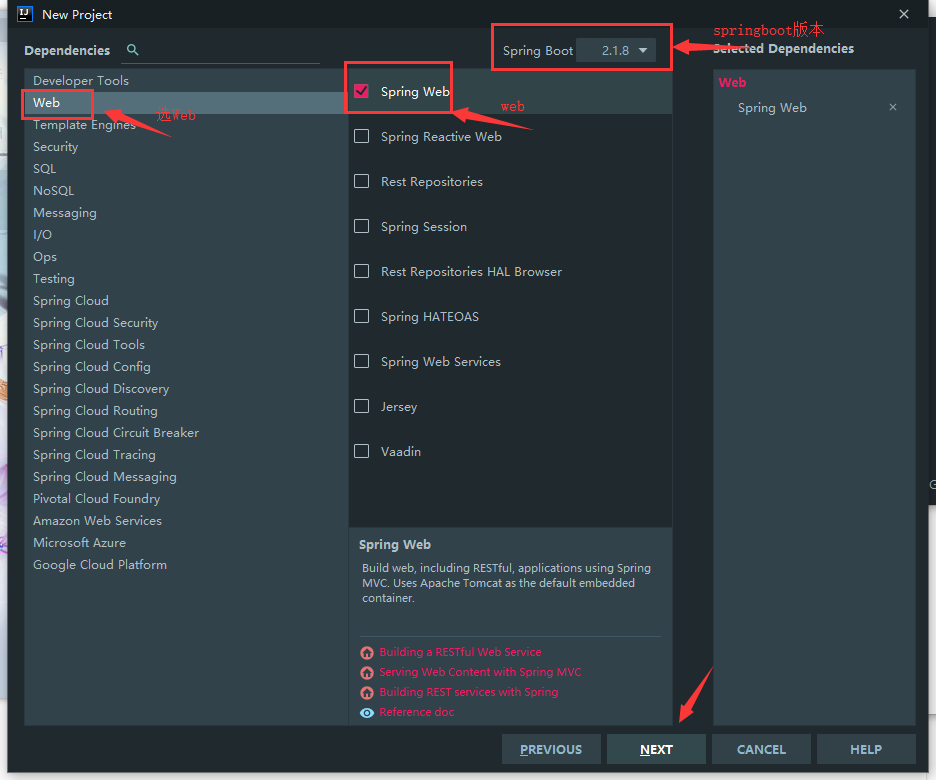 New Project
springboot版本
Dependencies
Spring Boot
2.1.8
Selected Dependencies
Developer Tools
Web
选Web
Template Engines
Security
SQL
NoSQL
Messaging
I/O
Ops
Testing
Spring Cloud
Spring Cloud Security
Spring Cloud Tools
Spring Cloud Config
Spring Cloud Discovery
Spring Cloud Routing
Spring Cloud Circuit Breaker
Spring Cloud Tracing
Spring Cloud Messaging
Pivotal Cloud Foundry
Amazon Web Services
Microsoft Azure
Google Cloud Platform
Spring Web
web
Spring Reactive Web
Rest Repositories
Spring Session
Rest Repositories HAL Browser
Spring HATEOAS
Spring Web Services
Jersey
Vaadin
Spring Web
Build web, including RESTful, applications using Spring
MVC. Uses Apache Tomcat as the default embedded
container.
Building a RESTful Web Service
Serving Web Content with Spring MVC
Building REST services with Spring
Reference doc
Web
Spring Web
PREVIOUS
NEXT
CANCEL
HELP